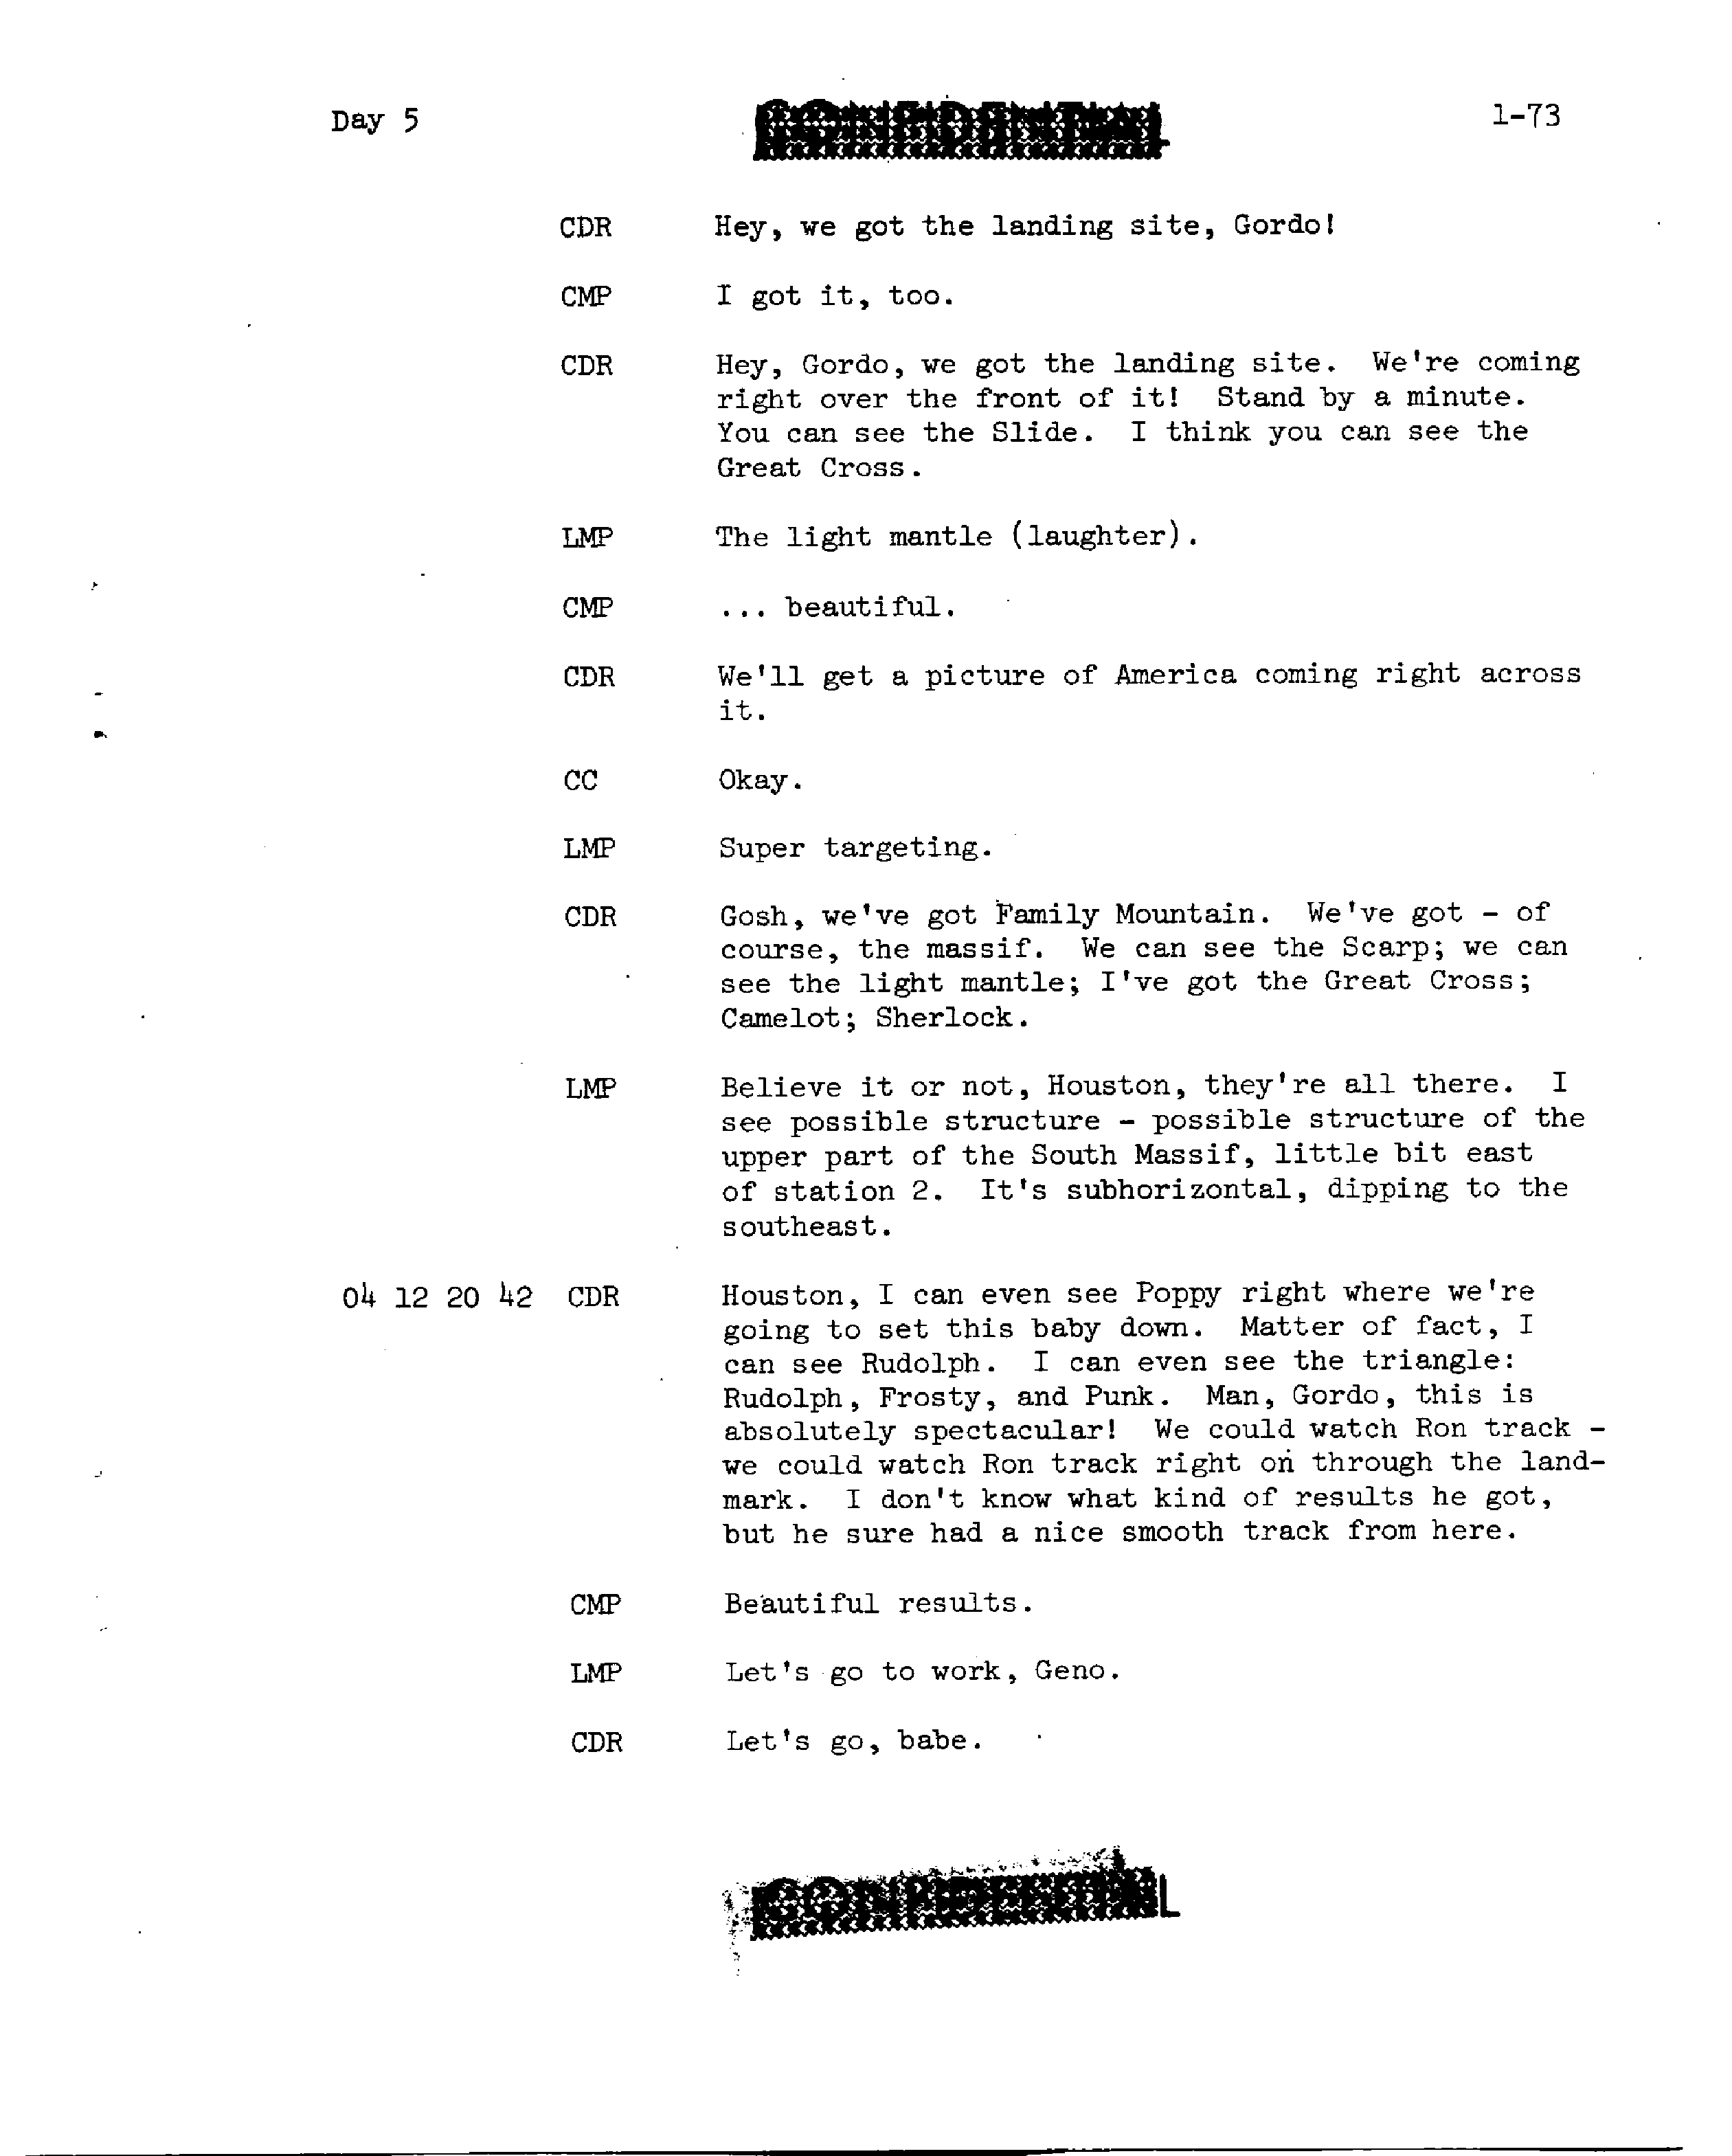 Day 5
CONFIDENTIAL
1-73
CDR Hey, we got the landing site, Gordo!
CMP I got it, too.
CDR Hey, Gordo, we got the landing site. We're coming
right over the front of it! Stand by a minute.
You can see the Slide. I think you can see the
Great Cross.
LMP The light mantle (laughter).
CMP ... beautiful.
CDR We'll get a picture of America coming right across
it.
CC Okay.
LMP Super targeting.
CDR Gosh, we've got Family Mountain. We've got - of
course, the massif. We can see the Scarp; we can
see the light mantle; I've got the Great Cross;
Camelot; Sherlock.
LMP Believe it or not, Houston, they're all there. I
see possible structure - possible structure of the
upper part of the South Massif, little bit east
of station 2. It's subhorizontal, dipping to the
southeast.
04 12 20 42 CDR Houston, I can even see Poppy right where we're
going to set this baby down. Matter of fact, I
can see Rudolph. I can even see the triangle:
Rudolph, Frosty, and Punk. Man, Gordo, this is
absolutely spectacular! We could watch Ron track -
we could watch Ron track right on through the land-
mark. I don't know what kind of results he got,
but he sure had a nice smooth track from here.
CMP Beautiful results.
LMP Let's go to work, Geno.
CDR Let's go, babe.
CONFIDENTIAL